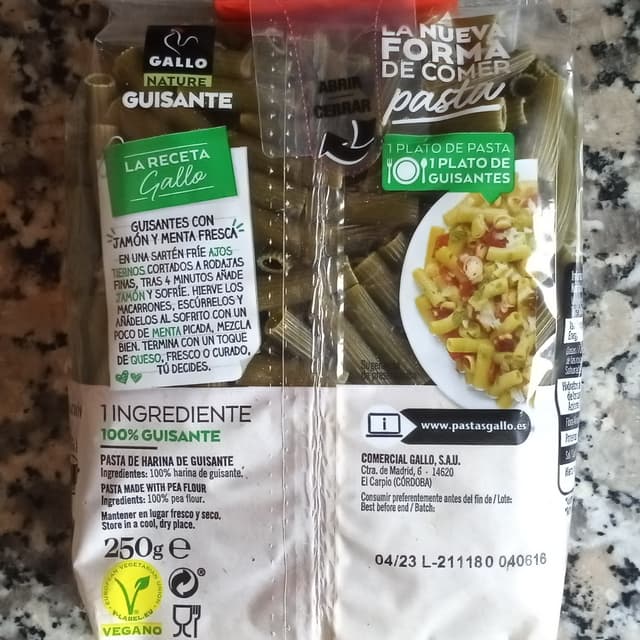 GALLO
NATURE
GUISANTE
LA RECETA
Gallo
GUISANTES CON
JAMÓN Y MENTA FRESCA
EN UNA SARTÉN FRÍE AJOS
TIERNOS CORTADOS A RODAJAS
FINAS, TRAS 4 MINUTOS AÑADE
JAMÓN Y SOFRÍE. HIERVE LOS
MACARRONES, ESCÚRRELOS Y
AÑÁDELOS AL SOFRITO CON UN
POCO DE MENTA PICADA, MEZCLA
BIEN. TERMINA CON UN TOQUE
DE QUESO, FRESCO O CURADO,
TÚ DECIDES.
1 INGREDIENTE
100% GUISANTE
PASTA DE HARINA DE GUISANTE
Ingredientes: 100% harina de guisante.
PASTA MADE WITH PEA FLOUR
Ingredients: 100% pea flour.
Mantener en lugar fresco y seco.
Store in a cool, dry place.
250g e
EUROPEAN VEGETARIAN UNION
V-LABEL.EU
VEGANO
ABRIR
CERRAR
LA NUEVA
FORMA
DE COMER
pasta
1 PLATO DE PASTA
1 PLATO DE
GUISANTES
www.pastasgallo.es
COMERCIAL GALLO, S.A.U.
Ctra. de Madrid, 6 - 14620
El Carpio (CÓRDOBA)
Consumir preferentemente antes del fin de / Lote:
Best before end / Batch:
04/23 L-211180 040616